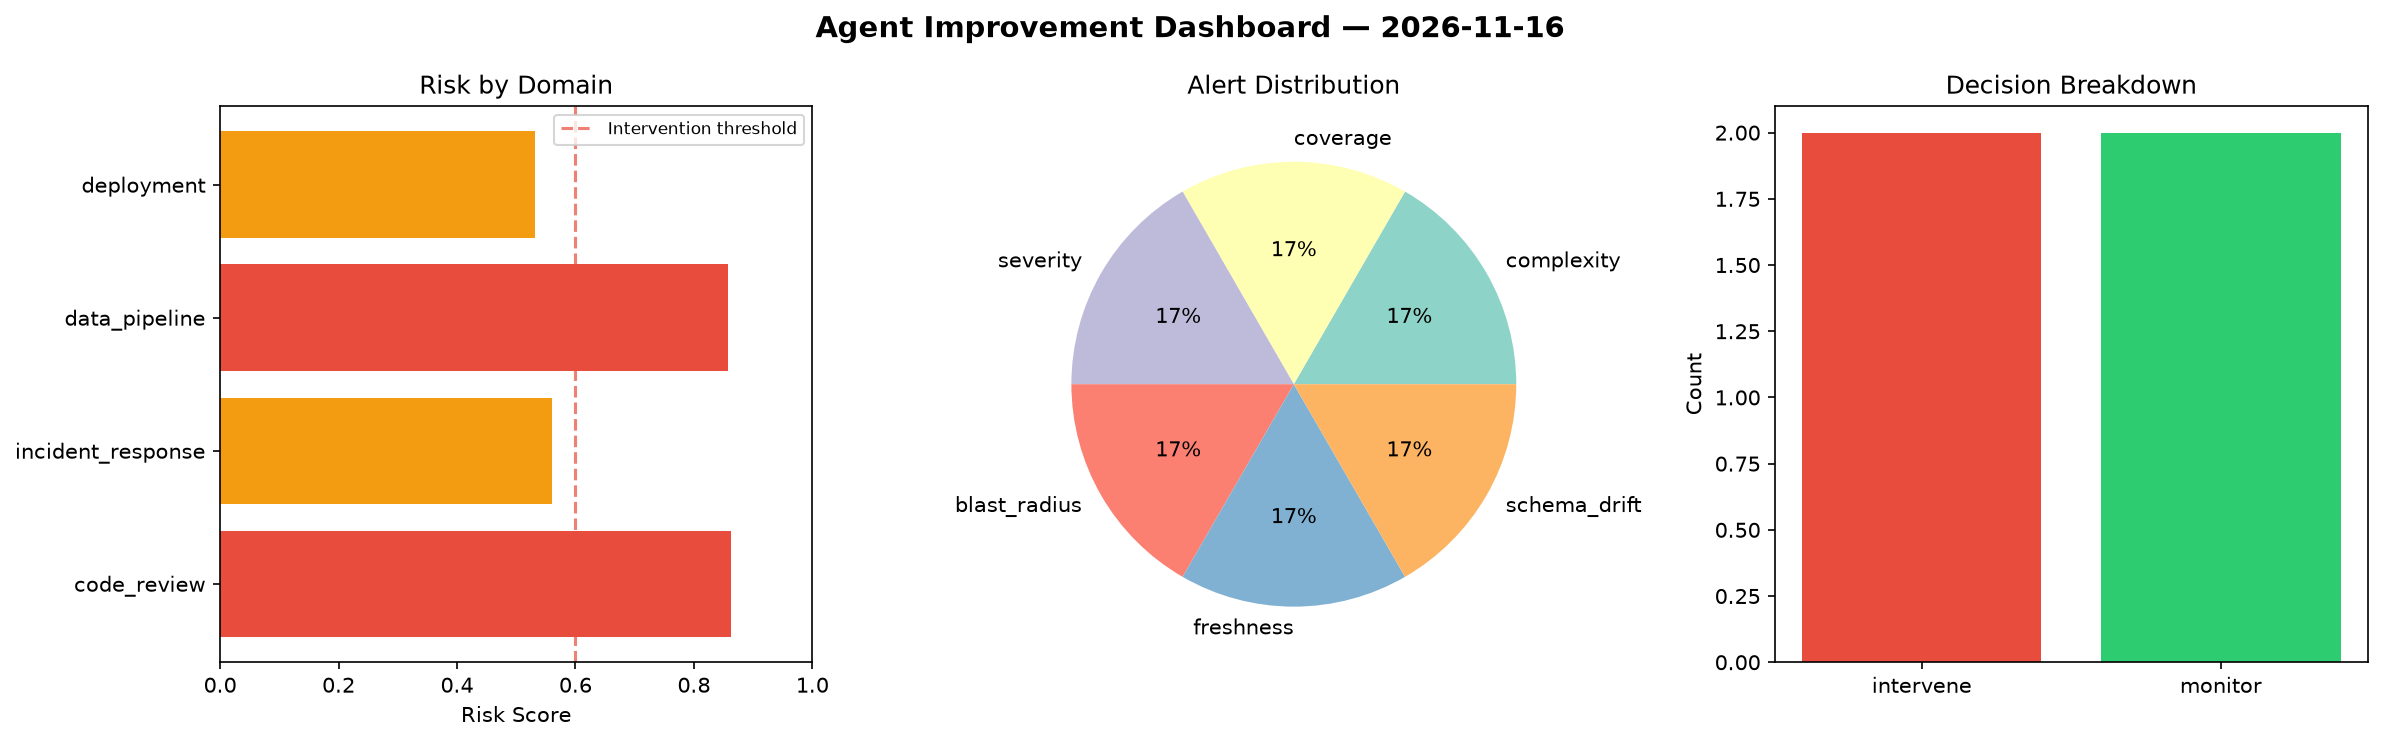 Agent Improvement Dashboard — 2026-11-16
Risk by Domain
Intervention threshold
deployment
data_pipeline
incident_response
code_review
0.0 0.2 0.4 0.6 0.8 1.0
Risk Score
Alert Distribution
coverage
severity
complexity
17%
17%
17%
17%
17%
17%
blast_radius
schema_drift
freshness
Decision Breakdown
Count
2.00
1.75
1.50
1.25
1.00
0.75
0.50
0.25
0.00
intervene monitor